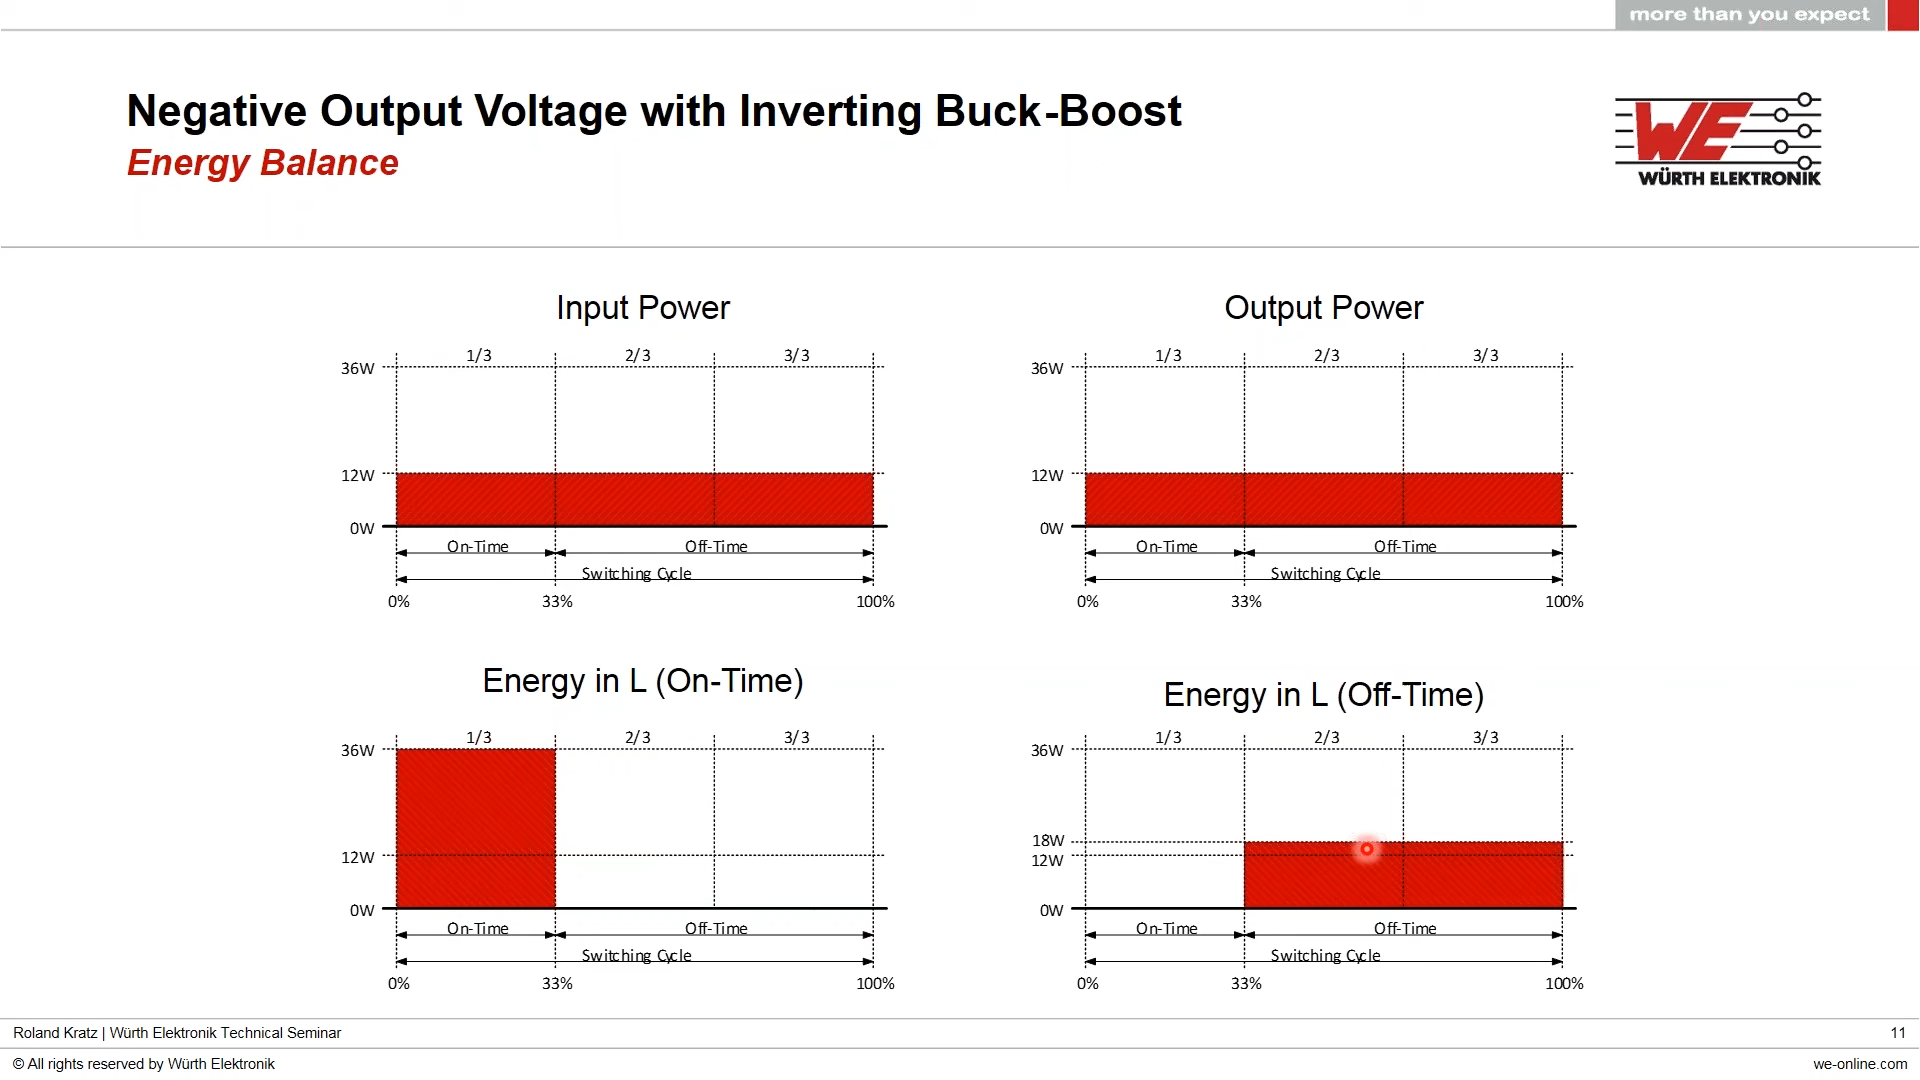 more than you expect
Negative Output Voltage with Inverting Buck-Boost
Energy Balance
WE
WÜRTH ELEKTRONIK
Input Power
1/3 2/3 3/3
36W
12W
0W
On-Time Off-Time
Switching Cycle
0% 33% 100%
Output Power
1/3 2/3 3/3
36W
12W
0W
On-Time Off-Time
Switching Cycle
0% 33% 100%
Energy in L (On-Time)
1/3 2/3 3/3
36W
12W
0W
On-Time Off-Time
Switching Cycle
0% 33% 100%
Energy in L (Off-Time)
1/3 2/3 3/3
36W
18W
12W
0W
On-Time Off-Time
Switching Cycle
0% 33% 100%
Roland Kratz | Würth Elektronik Technical Seminar 11
© All rights reserved by Würth Elektronik we-online.com